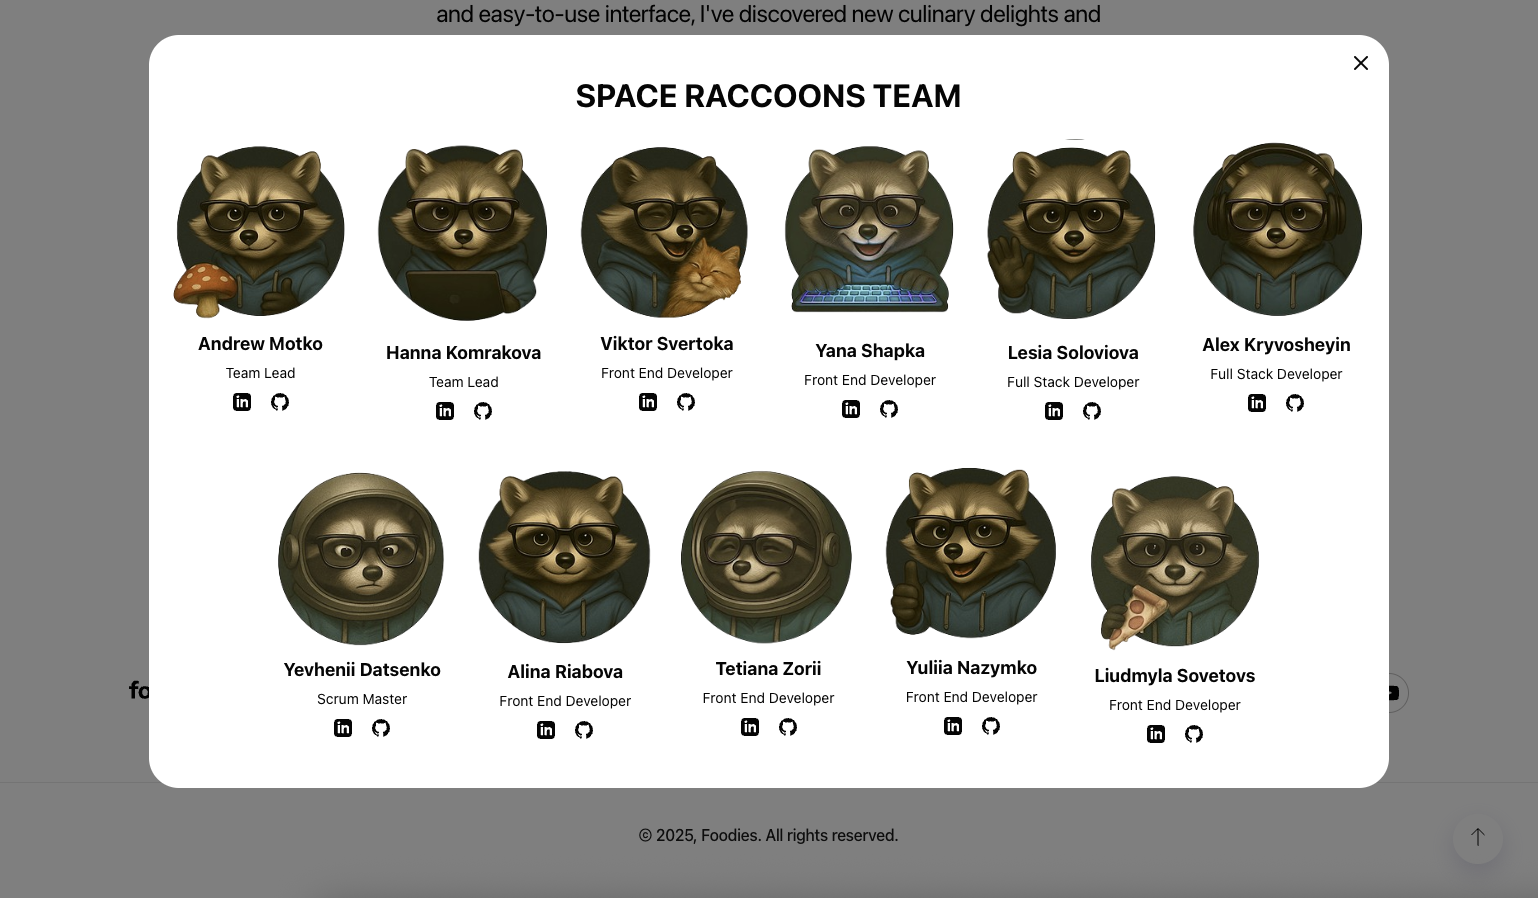 and easy-to-use interface, I've discovered new culinary delights and
SPACE RACCOONS TEAM
Andrew Motko
Team Lead
Hanna Komrakova
Team Lead
Viktor Svertoka
Front End Developer
Yana Shapka
Front End Developer
Lesia Soloviova
Full Stack Developer
Alex Kryvosheyin
Full Stack Developer
Yevhenii Datsenko
Scrum Master
Alina Riabova
Front End Developer
Tetiana Zorii
Front End Developer
Yuliia Nazymko
Front End Developer
Liudmyla Sovetovs
Front End Developer
fo
© 2025, Foodies. All rights reserved.